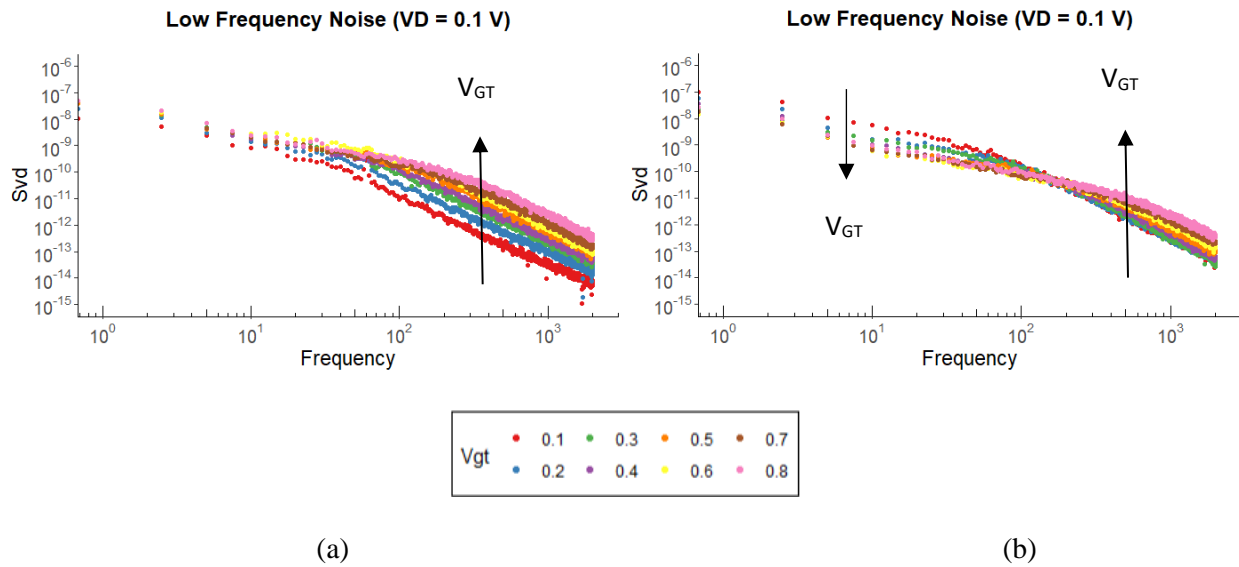 Low Frequency Noise (VD = 0.1 V)
Svd
10⁻⁶
10⁻⁷
10⁻⁸
10⁻⁹
10⁻¹⁰
10⁻¹¹
10⁻¹²
10⁻¹³
10⁻¹⁴
10⁻¹⁵
V_GT
10⁰ 10¹ 10² 10³
Frequency
Low Frequency Noise (VD = 0.1 V)
Svd
10⁻⁶
10⁻⁷
10⁻⁸
10⁻⁹
10⁻¹⁰
10⁻¹¹
10⁻¹²
10⁻¹³
10⁻¹⁴
10⁻¹⁵
V_GT
V_GT
10⁰ 10¹ 10² 10³
Frequency
Vgt
0.1 0.3 0.5 0.7
0.2 0.4 0.6 0.8
(a) (b)